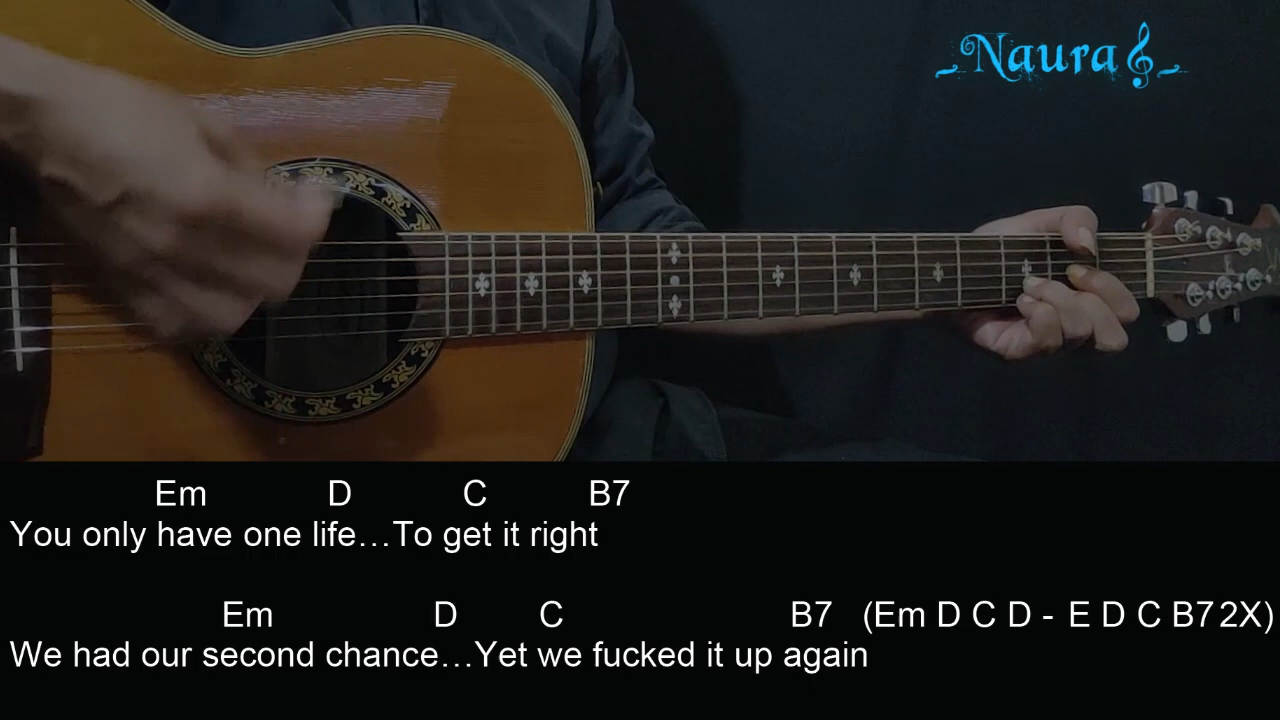 Naura
Em D C B7
You only have one life…To get it right
Em D C B7 (Em D C D - E D C B7 2X)
We had our second chance…Yet we fucked it up again